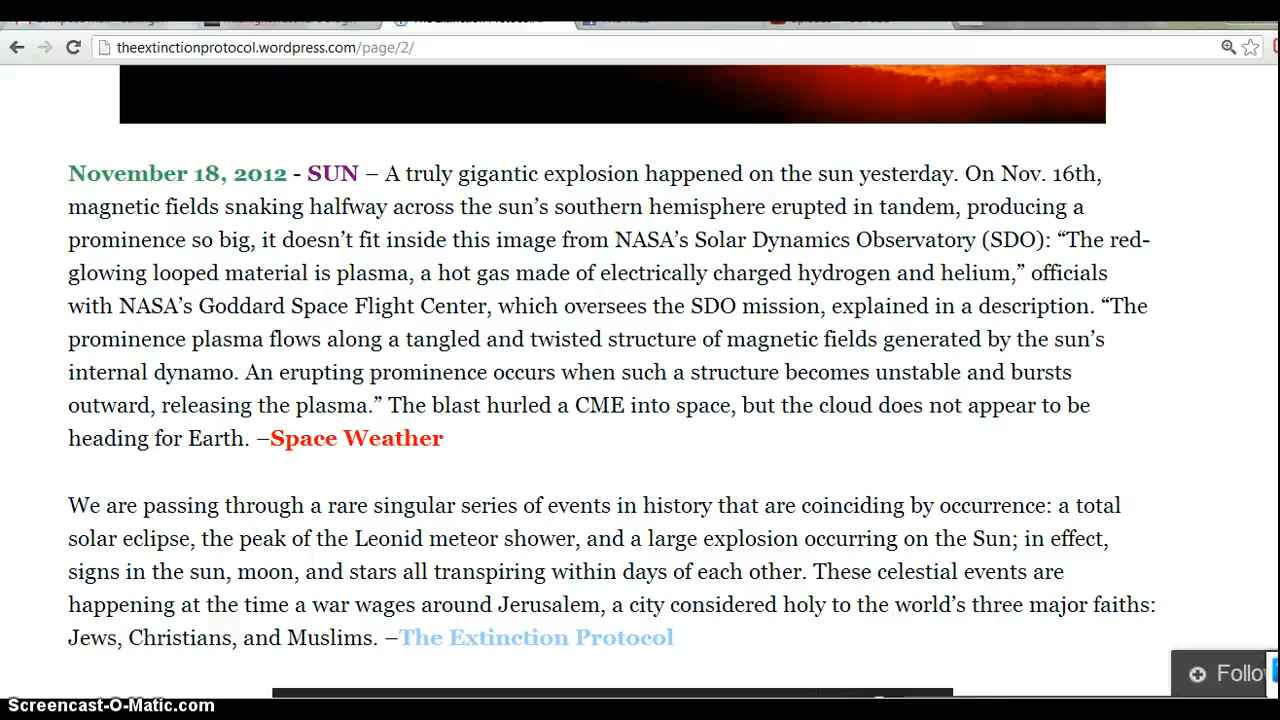 theextinctionprotocol.wordpress.com/page/2/
November 18, 2012 - SUN – A truly gigantic explosion happened on the sun yesterday. On Nov. 16th,
magnetic fields snaking halfway across the sun’s southern hemisphere erupted in tandem, producing a
prominence so big, it doesn’t fit inside this image from NASA’s Solar Dynamics Observatory (SDO): “The red-
glowing looped material is plasma, a hot gas made of electrically charged hydrogen and helium,” officials
with NASA’s Goddard Space Flight Center, which oversees the SDO mission, explained in a description. “The
prominence plasma flows along a tangled and twisted structure of magnetic fields generated by the sun’s
internal dynamo. An erupting prominence occurs when such a structure becomes unstable and bursts
outward, releasing the plasma.” The blast hurled a CME into space, but the cloud does not appear to be
heading for Earth. –Space Weather
We are passing through a rare singular series of events in history that are coinciding by occurrence: a total
solar eclipse, the peak of the Leonid meteor shower, and a large explosion occurring on the Sun; in effect,
signs in the sun, moon, and stars all transpiring within days of each other. These celestial events are
happening at the time a war wages around Jerusalem, a city considered holy to the world’s three major faiths:
Jews, Christians, and Muslims. –The Extinction Protocol
Follow
Screencast-O-Matic.com